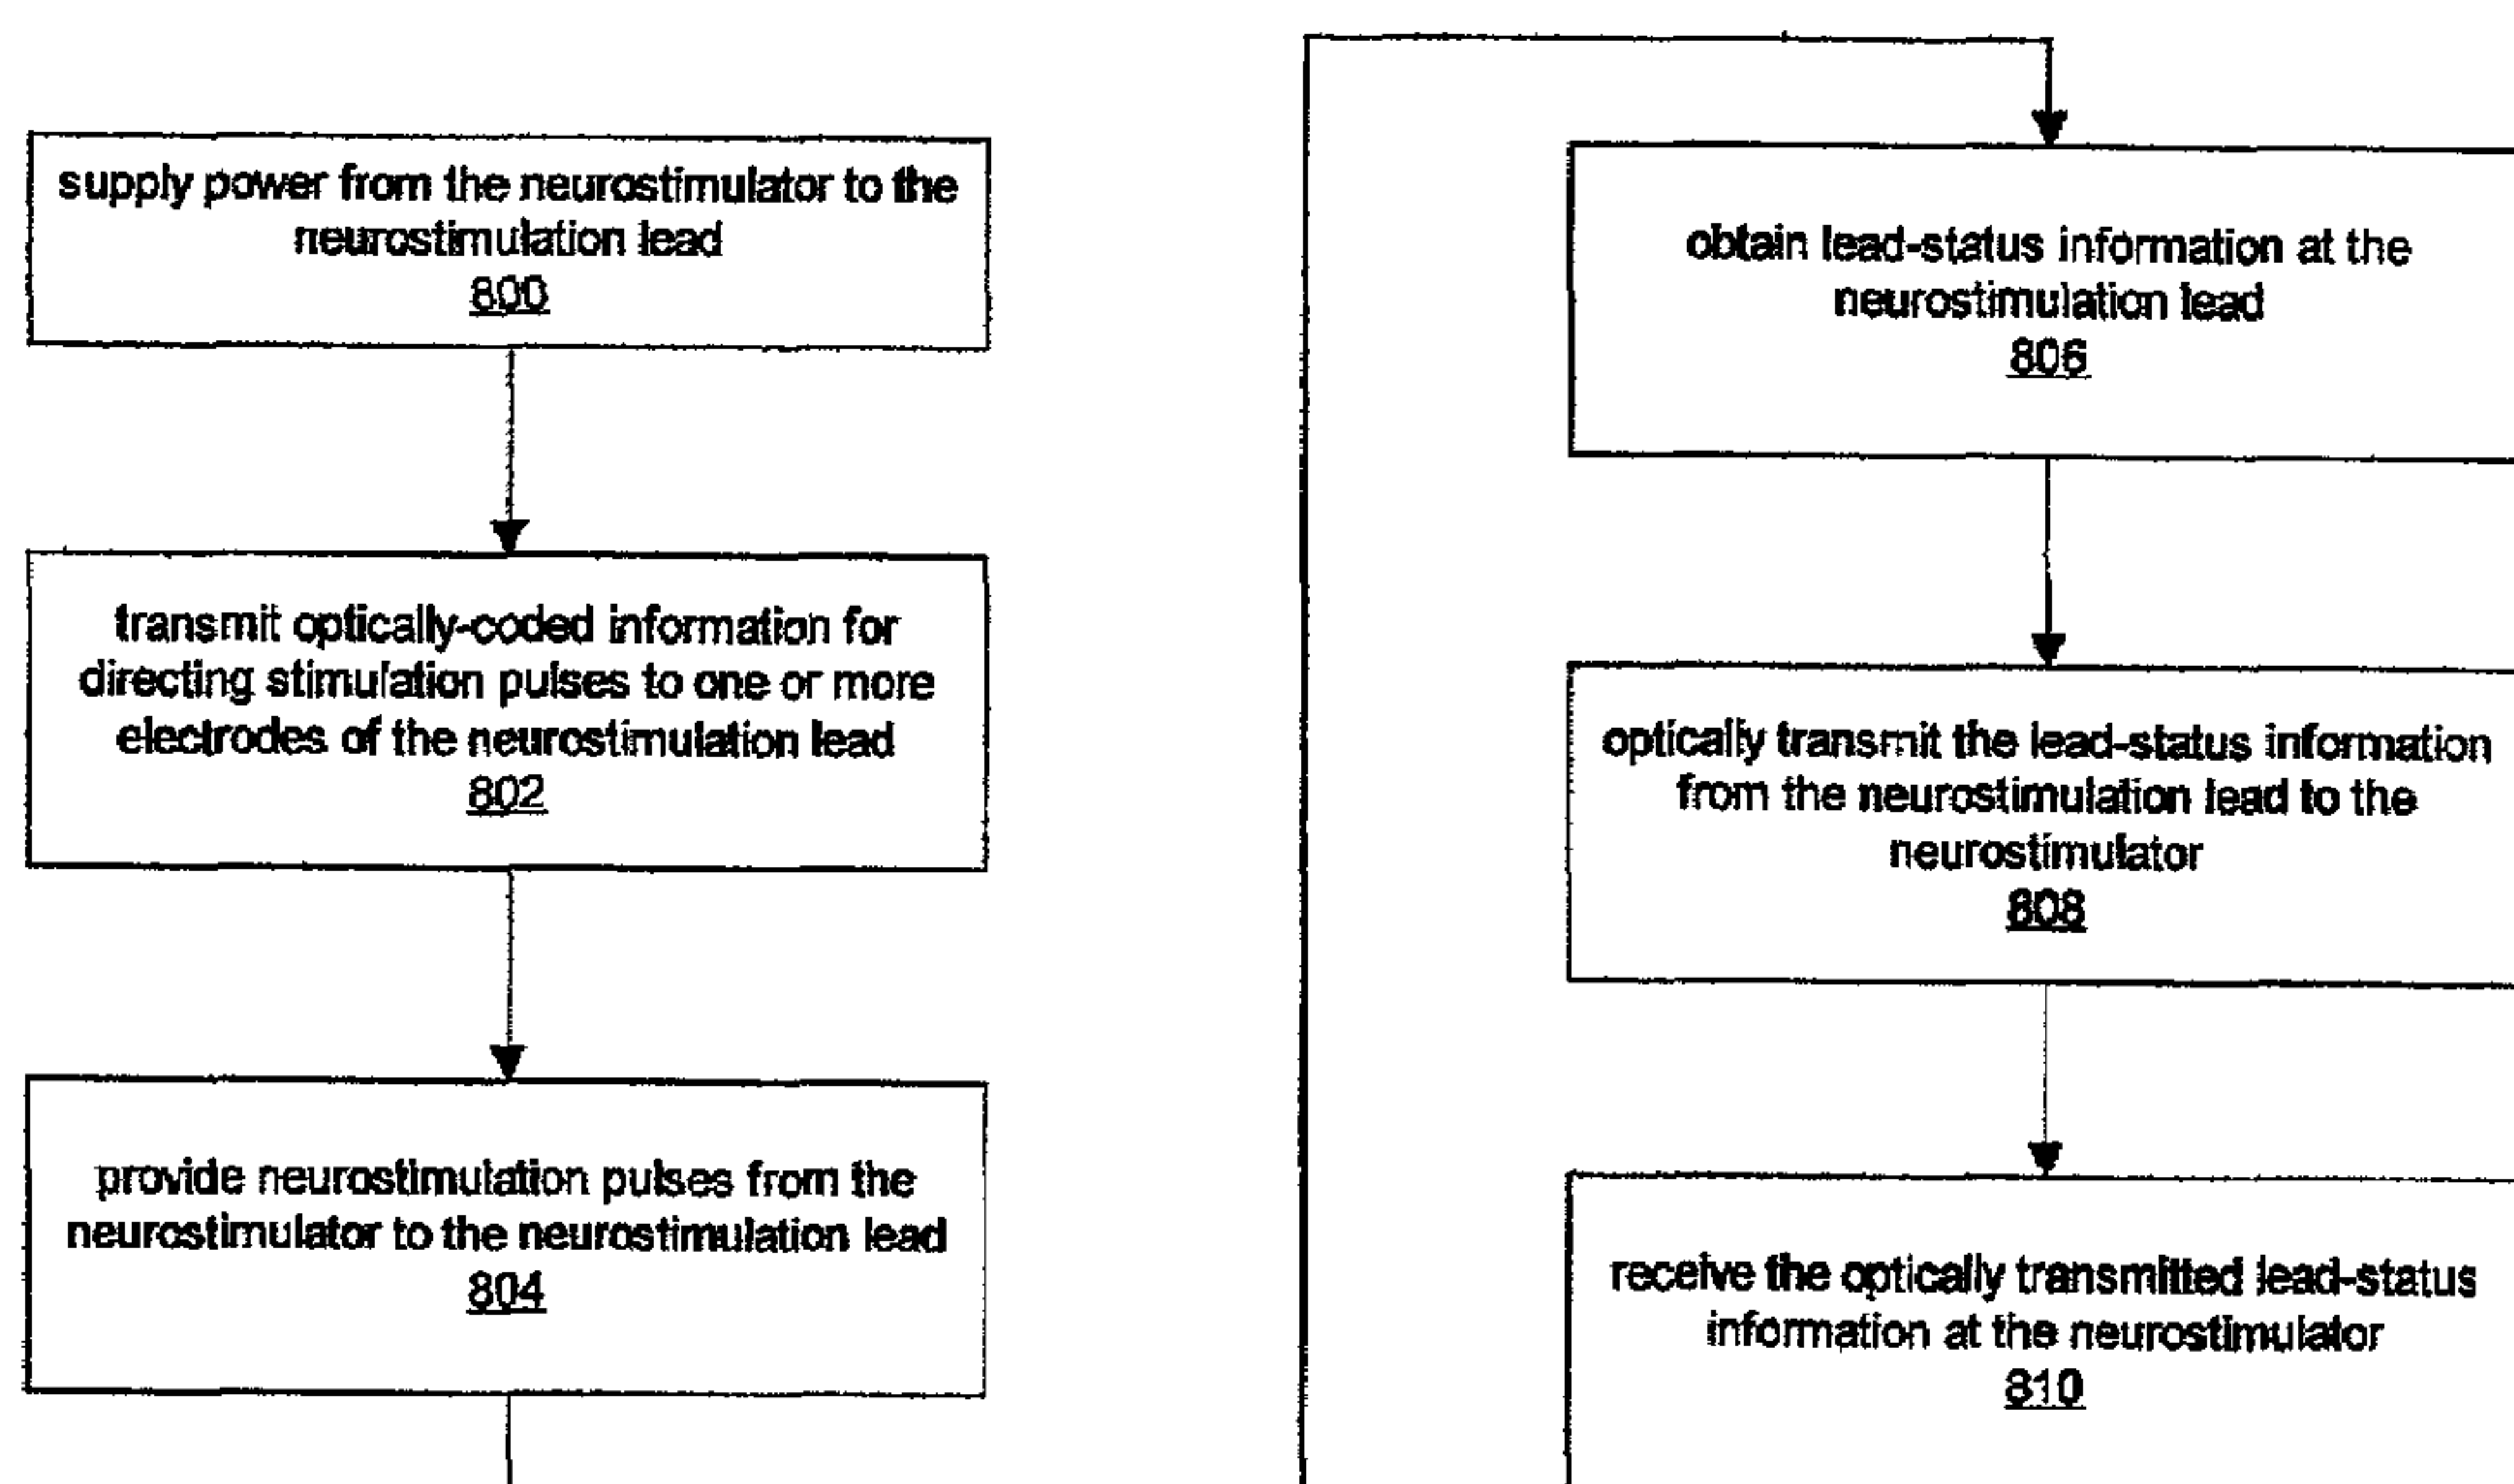 supply power from the neurostimulator to the
neurostimulation lead
800
transmit optically-coded information for
directing stimulation pulses to one or more
electrodes of the neurostimulation lead
802
provide neurostimulation pulses from the
neurostimulator to the neurostimulation lead
804
obtain lead-status information at the
neurostimulation lead
806
optically transmit the lead-status information
from the neurostimulation lead to the
neurostimulator
808
receive the optically transmitted lead-status
information at the neurostimulator
810